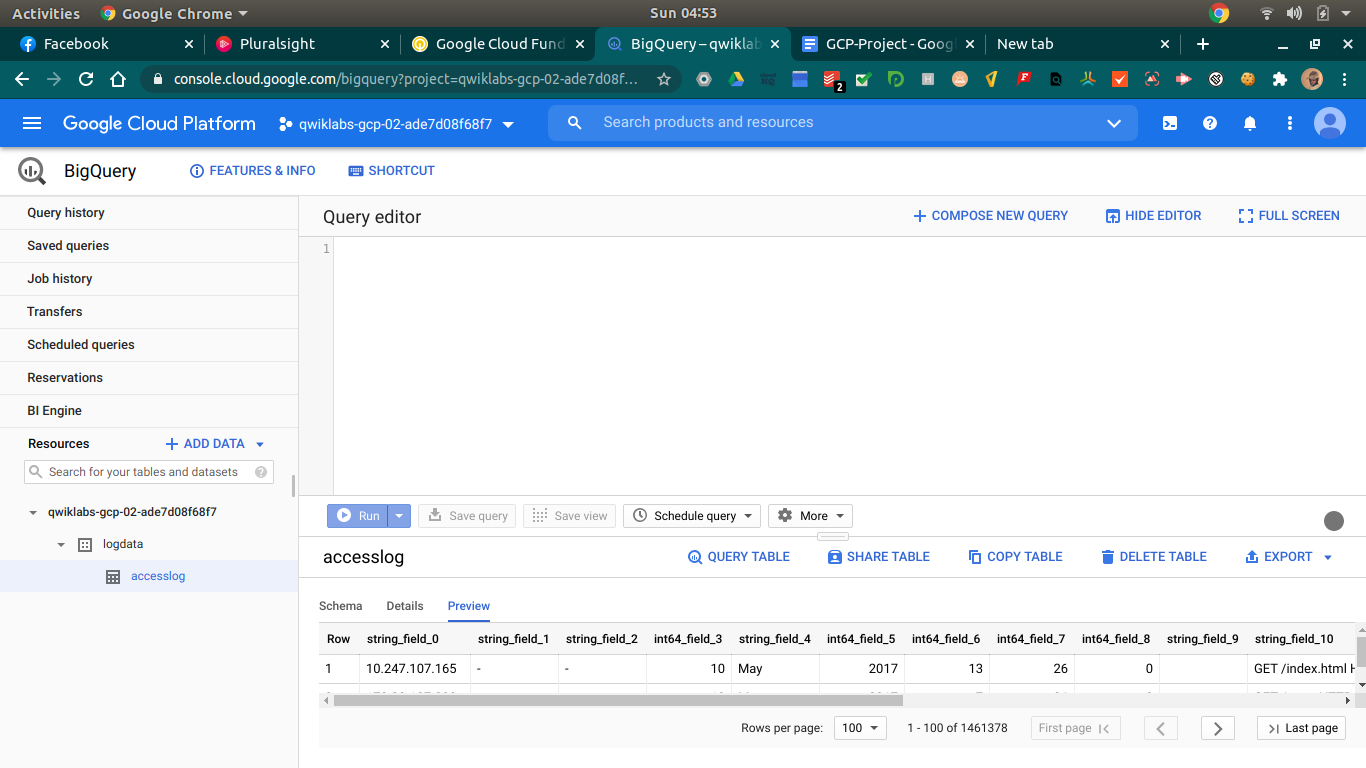 Activities Google Chrome Sun 04:53
Facebook Pluralsight Google Cloud Fund BigQuery – qwiklab GCP-Project - Googl New tab
console.cloud.google.com/bigquery?project=qwiklabs-gcp-02-ade7d08f... 2
Google Cloud Platform qwiklabs-gcp-02-ade7d08f68f7 Search products and resources
BigQuery FEATURES & INFO SHORTCUT
Query history
Saved queries
Job history
Transfers
Scheduled queries
Reservations
BI Engine
Resources ADD DATA
Search for your tables and datasets
qwiklabs-gcp-02-ade7d08f68f7
logdata
accesslog
Query editor COMPOSE NEW QUERY HIDE EDITOR FULL SCREEN
1
Run Save query Save view Schedule query More
accesslog QUERY TABLE SHARE TABLE COPY TABLE DELETE TABLE EXPORT
Schema Details Preview
Row string_field_0 string_field_1 string_field_2 int64_field_3 string_field_4 int64_field_5 int64_field_6 int64_field_7 int64_field_8 string_field_9 string_field_10
1 10.247.107.165 - - 10 May 2017 13 26 0 GET /index.html H
Rows per page: 100 1 - 100 of 1461378 First page Last page